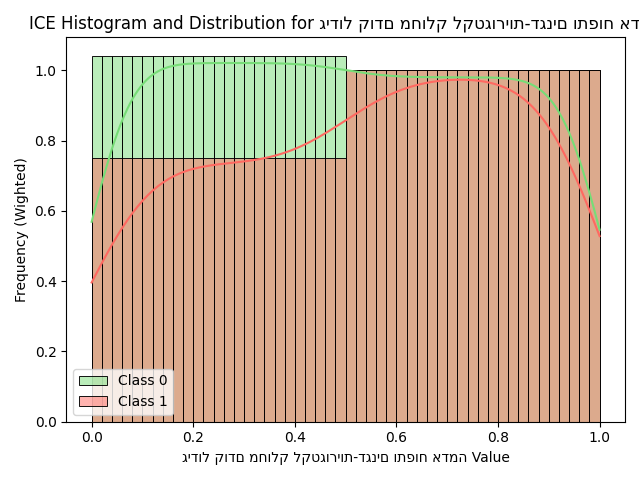 ICE Histogram and Distribution for גידול קודם מחולק לקטגוריות-דגנים ותפוח אד
Frequency (Wighted)
1.0
0.8
0.6
0.4
0.2
0.0
Class 0
Class 1
0.0 0.2 0.4 0.6 0.8 1.0
גידול קודם מחולק לקטגוריות-דגנים ותפוח אדמה Value